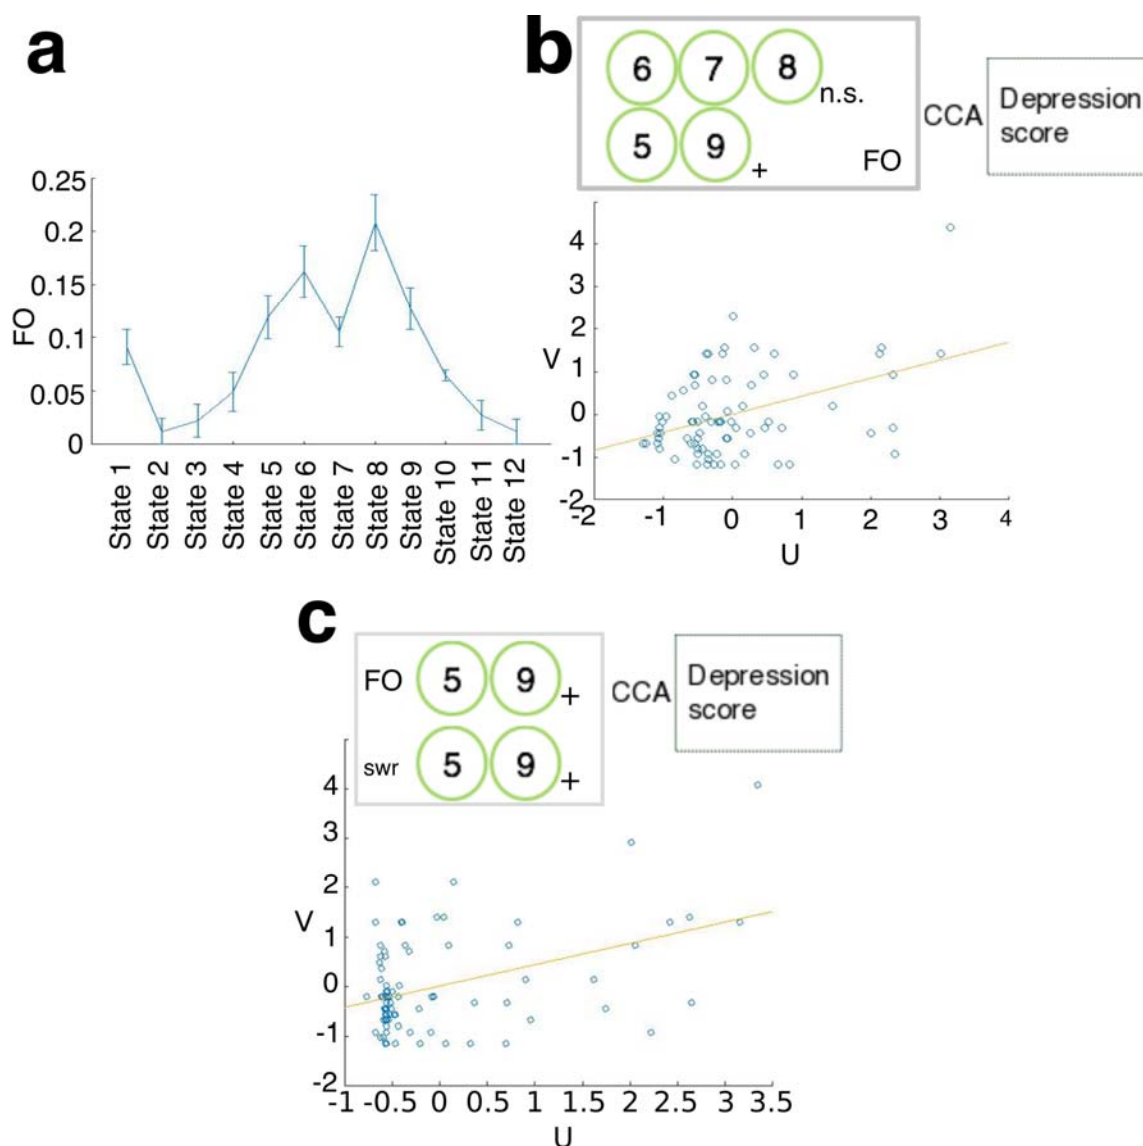 a
0.25
0.2
0.15
0.1
0.05
0
FO
State 1
State 2
State 3
State 4
State 5
State 6
State 7
State 8
State 9
State 10
State 11
State 12
b
6 7 8 n.s.
5 9 + FO
CCA
Depression
score
4
3
2
1
0
-1
-2
V
-2 -1 0 1 2 3 4
U
c
FO 5 9 +
swr 5 9 +
CCA
Depression
score
4
3
2
1
0
-1
-2
V
-1 -0.5 0 0.5 1 1.5 2 2.5 3 3.5
U